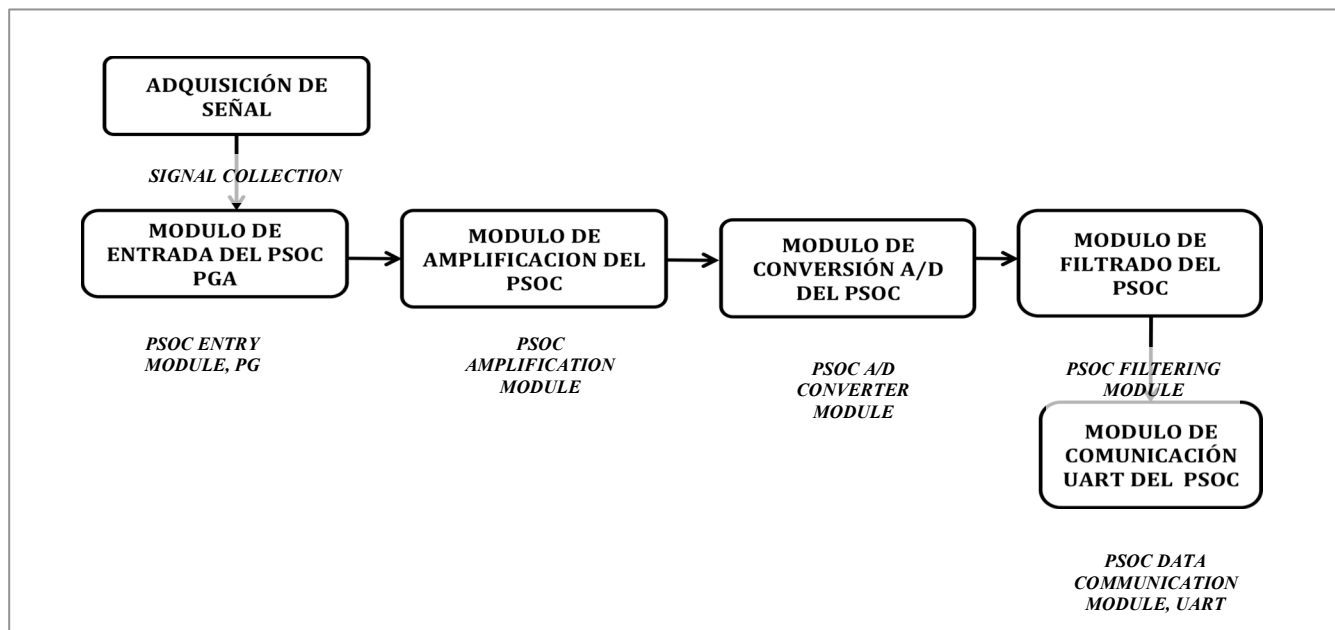 ADQUISICIÓN DE
SEÑAL
SIGNAL COLLECTION
MODULO DE
ENTRADA DEL PSOC
PGA
PSOC ENTRY
MODULE, PG
MODULO DE
AMPLIFICACION DEL
PSOC
PSOC
AMPLIFICATION
MODULE
MODULO DE
CONVERSIÓN A/D
DEL PSOC
PSOC A/D
CONVERTER
MODULE
MODULO DE
FILTRADO DEL
PSOC
PSOC FILTERING
MODULE
MODULO DE
COMUNICACIÓN
UART DEL PSOC
PSOC DATA
COMMUNICATION
MODULE, UART